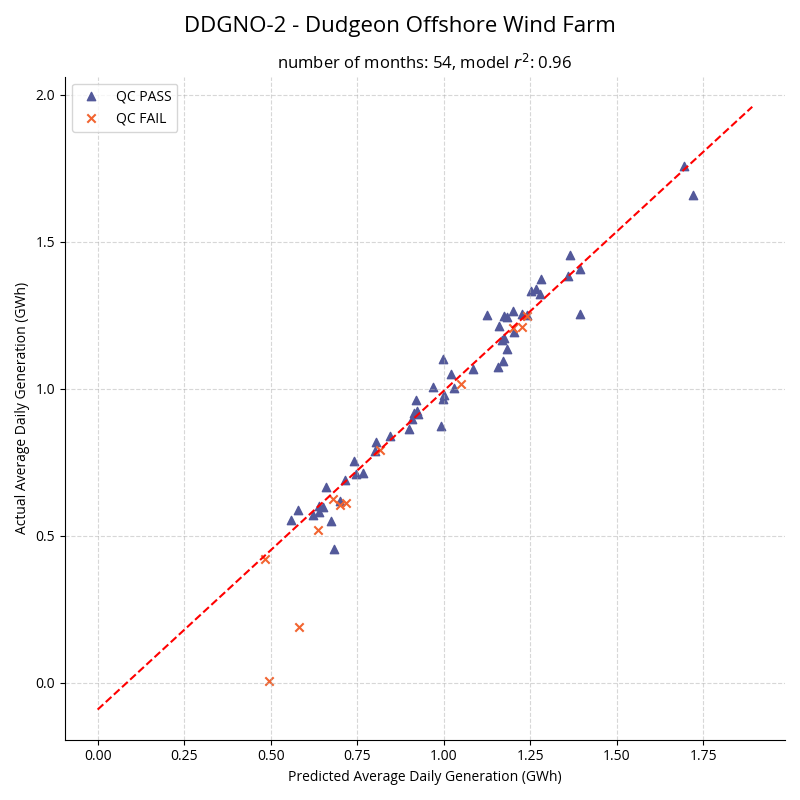 DDGNO-2 - Dudgeon Offshore Wind Farm
number of months: 54, model r²: 0.96
QC PASS
QC FAIL
2.0
1.5
1.0
0.5
0.0
Actual Average Daily Generation (GWh)
0.00 0.25 0.50 0.75 1.00 1.25 1.50 1.75
Predicted Average Daily Generation (GWh)